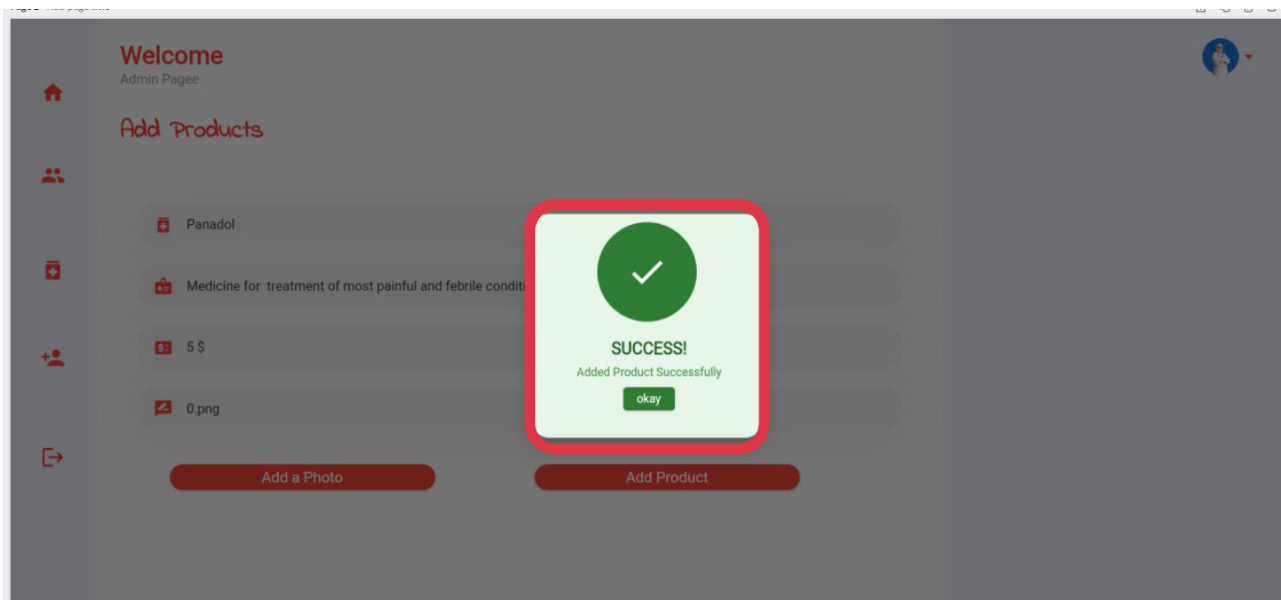 Welcome
Admin Pagee
Add Products
Panadol
Medicine for treatment of most painful and febrile
5 $
0.png
SUCCESS!
Added Product Successfully
okay
Add a Photo
Add Product